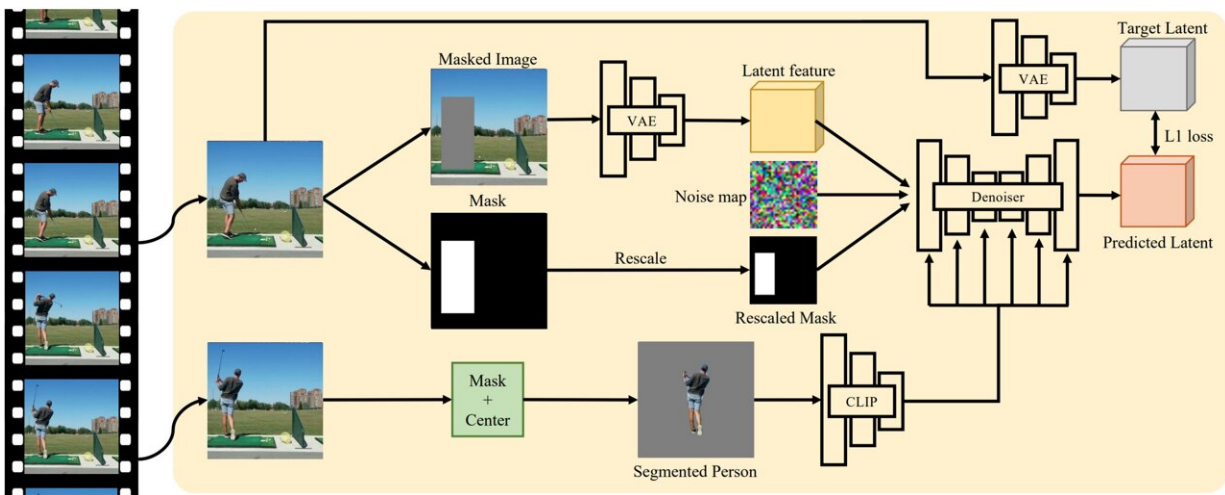 Masked Image
VAE
Latent feature
VAE
Target Latent
L1 loss
Noise map
Denoiser
Predicted Latent
Mask
Rescale
Rescaled Mask
Mask
+
Center
Segmented Person
CLIP